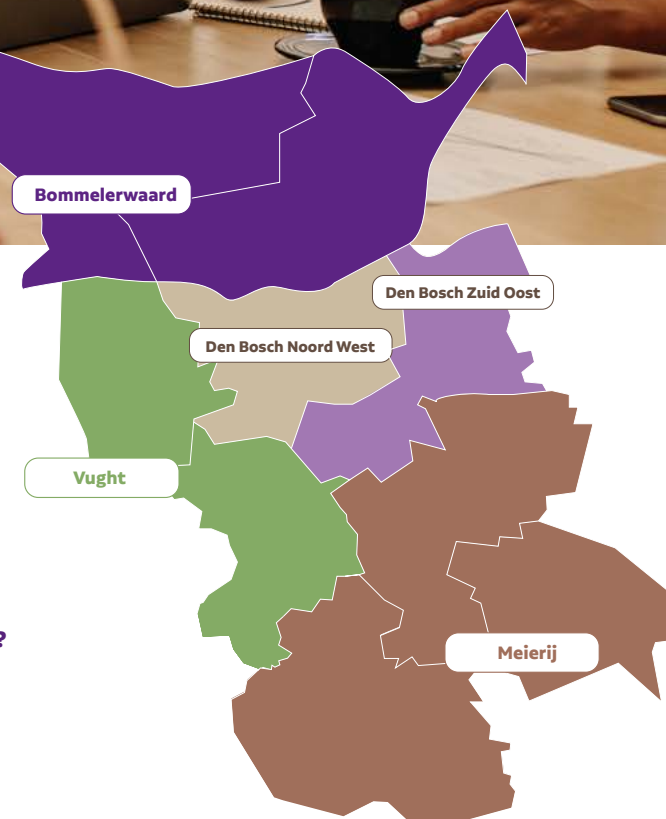 Bommelerwaard
Den Bosch Zuid Oost
Den Bosch Noord West
Vught
?
Meierij